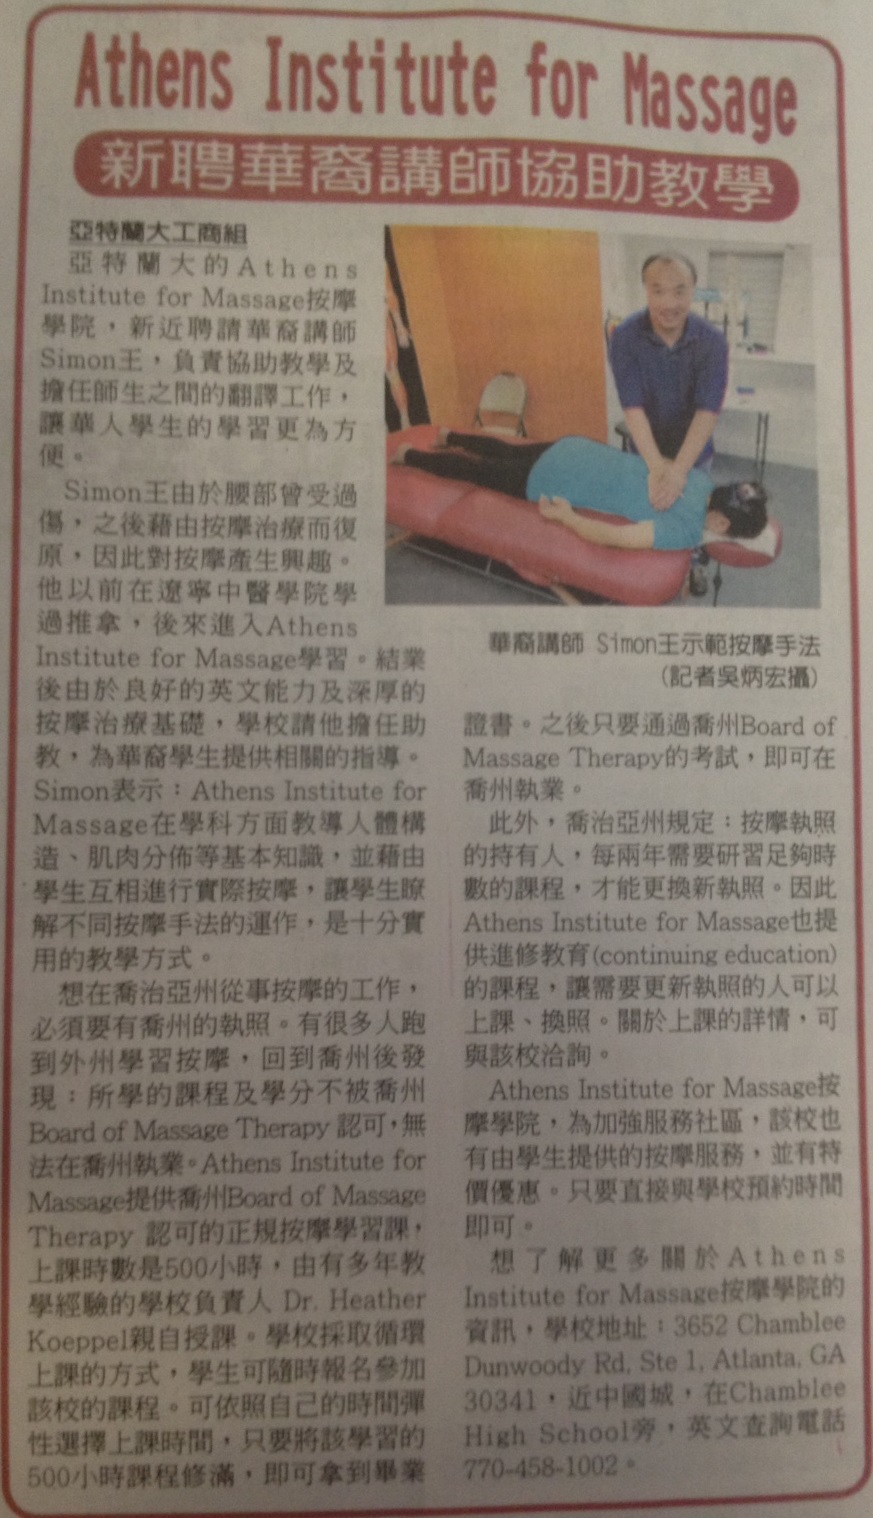 Athens Institute for Massage
新聘華裔講師協助教學
亞特蘭大工商組
亞特蘭大的Athens
Institute for Massage按摩
學院，新近聘請華裔講師
Simon王，負責協助教學及
擔任師生之間的翻譯工作，
讓華人學生的學習更為方
便。
Simon王由於腰部曾受過
傷，之後藉由按摩治療而復
原，因此對按摩產生興趣。
他以前在遼寧中醫學院學
過推拿，後來進入Athens
Institute for Massage學習。結業
後由於良好的英文能力及深厚的
按摩治療基礎，學校請他擔任助
教，為華裔學生提供相關的指導。
Simon表示：Athens Institute for
Massage在學科方面教導人體構
造、肌肉分佈等基本知識，並藉由
學生互相進行實際按摩，讓學生瞭
解不同按摩手法的運作，是十分實
用的教學方式。
想在喬治亞州從事按摩的工作，
必須要有喬州的執照。有很多人跑
到外州學習按摩，回到喬州後發
現：所學的課程及學分不被喬州
Board of Massage Therapy 認可，無
法在喬州執業。Athens Institute for
Massage提供喬州Board of Massage
Therapy 認可的正規按摩學習課，
上課時數是500小時，由有多年教
學經驗的學校負責人 Dr. Heather
Koeppel親自授課。學校採取循環
上課的方式，學生可隨時報名參加
該校的課程。可依照自己的時間彈
性選擇上課時間，只要將該學習的
500小時課程修滿，即可拿到畢業
華裔講師 Simon王示範按摩手法
（記者吳炳宏攝）
證書。之後只要通過喬州Board of
Massage Therapy的考試，即可在
喬州執業。
此外，喬治亞州規定：按摩執照
的持有人，每兩年需要研習足夠時
數的課程，才能更換新執照。因此
Athens Institute for Massage也提
供進修教育(continuing education)
的課程，讓需要更新執照的人可以
上課、換照。關於上課的詳情，可
與該校洽詢。
Athens Institute for Massage按
摩學院，為加強服務社區，該校也
有由學生提供的按摩服務，並有特
價優惠。只要直接與學校預約時間
即可。
想了解更多關於Athens
Institute for Massage按摩學院的
資訊，學校地址：3652 Chamblee
Dunwoody Rd, Ste 1, Atlanta, GA
30341，近中國城，在Chamblee
High School旁，英文查詢電話
770-458-1002。